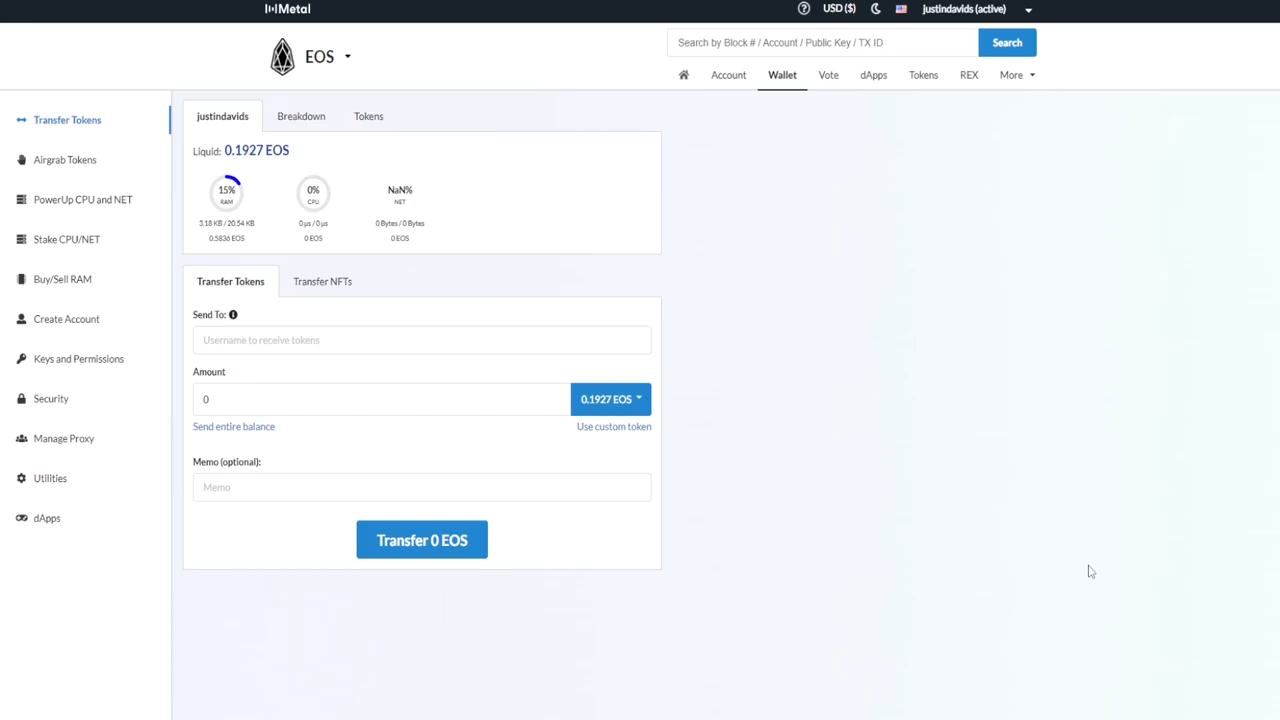 Metal
USD ($)
justindavids (active)
EOS
Search by Block # / Account / Public Key / TX ID
Search
Account
Wallet
Vote
dApps
Tokens
REX
More
Transfer Tokens
Airgrab Tokens
PowerUp CPU and NET
Stake CPU/NET
Buy/Sell RAM
Create Account
Keys and Permissions
Security
Manage Proxy
Utilities
dApps
justindavids
Breakdown
Tokens
Liquid: 0.1927 EOS
15%
RAM
3.18 KB / 20.54 KB
0.5836 EOS
0%
CPU
0 µs / 0 µs
0 EOS
NaN%
NET
0 Bytes / 0 Bytes
0 EOS
Transfer Tokens
Transfer NFTs
Send To:
Username to receive tokens
Amount
0
0.1927 EOS
Send entire balance
Use custom token
Memo (optional):
Memo
Transfer 0 EOS